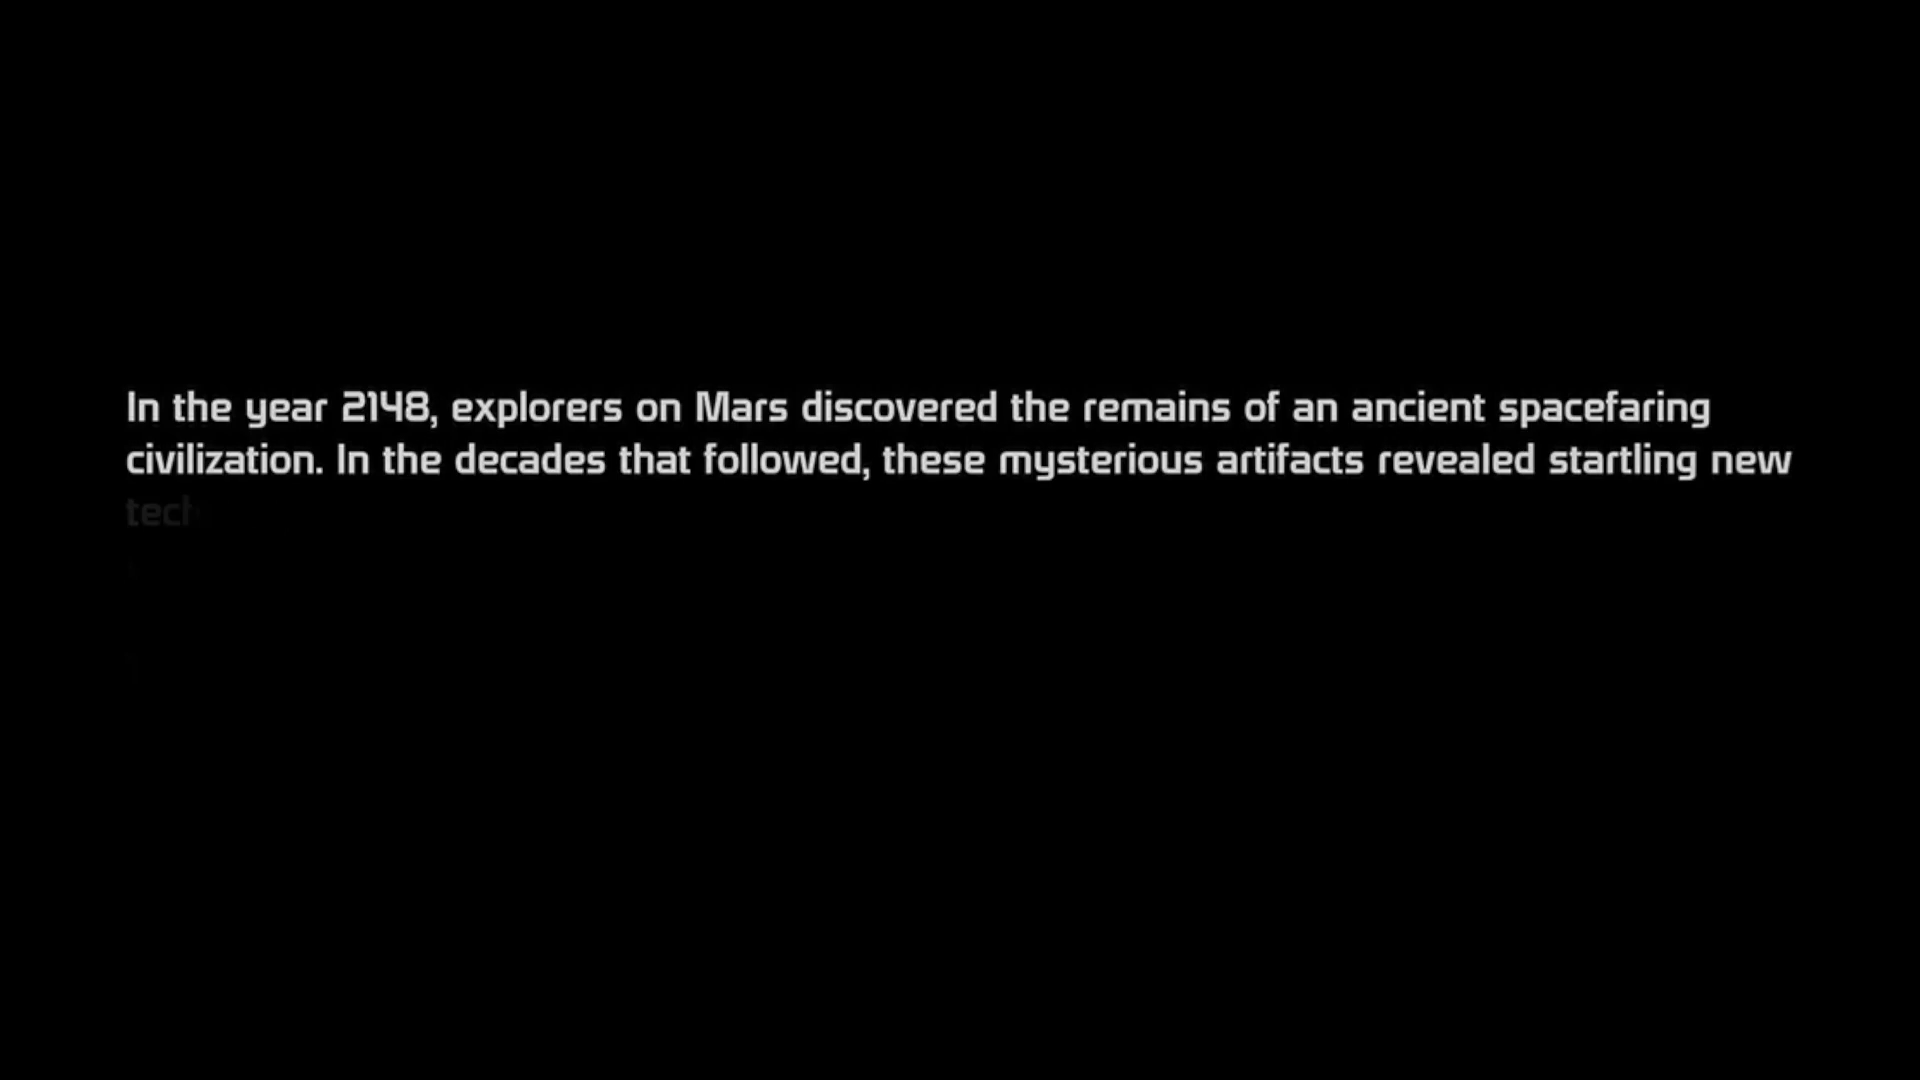 In the year 2148, explorers on Mars discovered the remains of an ancient spacefaring
civilization. In the decades that followed, these mysterious artifacts revealed startling new
tech